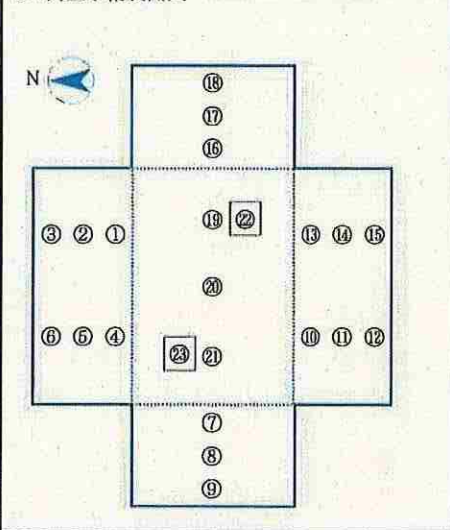 N
⑱
⑰
⑯
③ ② ① ⑲ ㉒ ⑬ ⑭ ⑮
⑳
⑥ ⑤ ④ ㉓ ㉑ ⑩ ⑪ ⑫
⑦
⑧
⑨